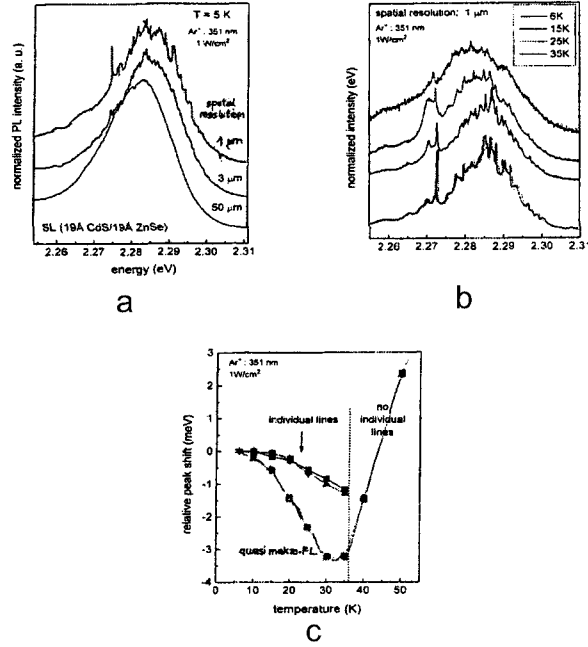 T = 5 K
Ar⁺ : 351 nm
1W/cm²
spatial
resolution:
1 µm
3 µm
50 µm
SL (19Å CdS/19Å ZnSe)
normalized PL intensity (a. u.)
2.26 2.27 2.28 2.29 2.30 2.31
energy (eV)
a
spatial resolution: 1 µm
Ar⁺ : 351 nm
1W/cm²
6K
15K
25K
35K
normalized intensity (eV)
2.26 2.27 2.28 2.29 2.30 2.31
b
Ar⁺ : 351 nm
1W/cm²
individual lines
no
individual
lines
quasi makro-PL
relative peak shift (meV)
3
2
1
0
-1
-2
-3
-4
0 10 20 30 40 50
temperature (K)
c